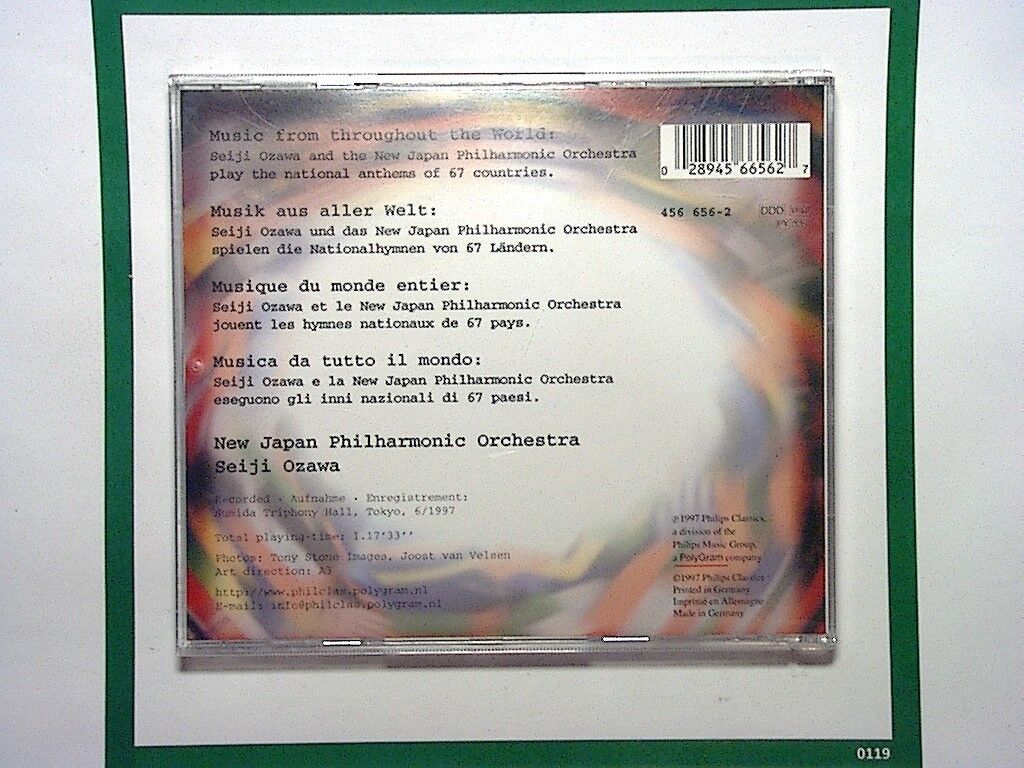 Music from throughout the World:
Seiji Ozawa and the New Japan Philharmonic Orchestra
play the national anthems of 67 countries.
0 28945 66562 7
Musik aus aller Welt:
456 656-2 DDD
Seiji Ozawa und das New Japan Philharmonic Orchestra
spielen die Nationalhymnen von 67 Ländern.
Musique du monde entier:
Seiji Ozawa et le New Japan Philharmonic Orchestra
jouent les hymnes nationaux de 67 pays.
Musica da tutto il mondo:
Seiji Ozawa e la New Japan Philharmonic Orchestra
eseguono gli inni nazionali di 67 paesi.
New Japan Philharmonic Orchestra
Seiji Ozawa
Recorded · Aufnahme · Enregistrement:
Sumida Triphony Hall, Tokyo, 6/1997
Total playing-time: 1.17'33''
Photos: Tony Stone Images, Joost van Velsen
Art direction: A3
http://www.philclas.polygram.nl
E-mail: info@philclas.polygram.nl
℗1997 Philips Classics,
a division of the
Philips Music Group,
a PolyGram company
©1997 Philips Classics
Printed in Germany
Imprimé en Allemagne
Made in Germany
0119